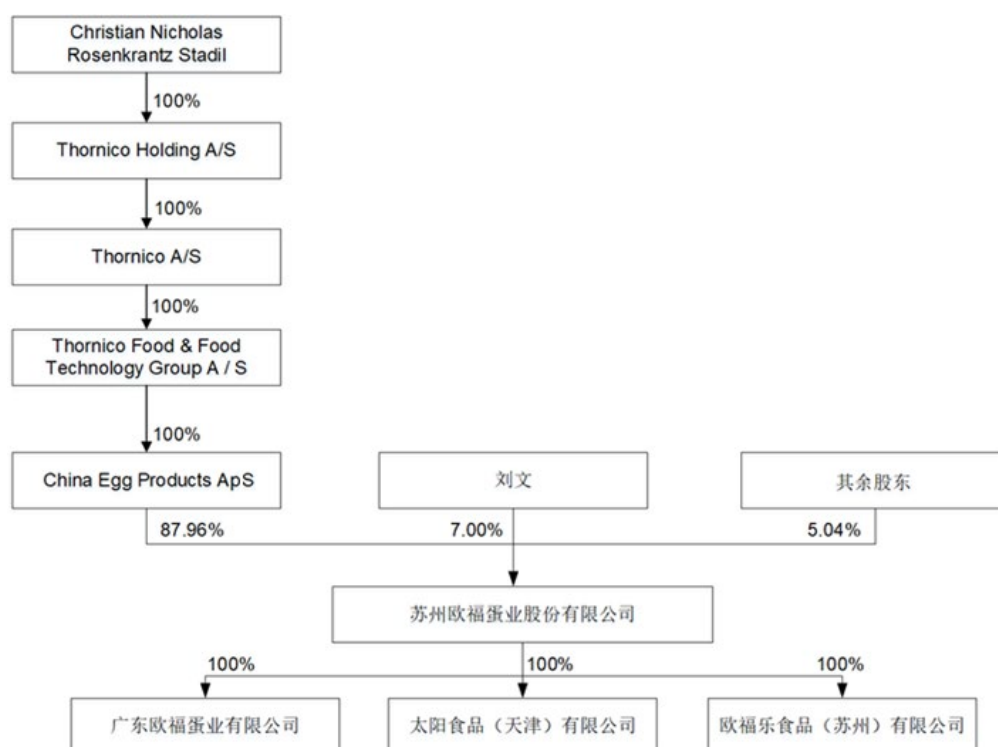 Christian Nicholas
Rosenkrantz Stadil
100%
Thornico Holding A/S
100%
Thornico A/S
100%
Thornico Food & Food
Technology Group A / S
100%
China Egg Products ApS
刘文
其余股东
87.96%
7.00%
5.04%
苏州欧福蛋业股份有限公司
100%
100%
100%
广东欧福蛋业有限公司
太阳食品（天津）有限公司
欧福乐食品（苏州）有限公司